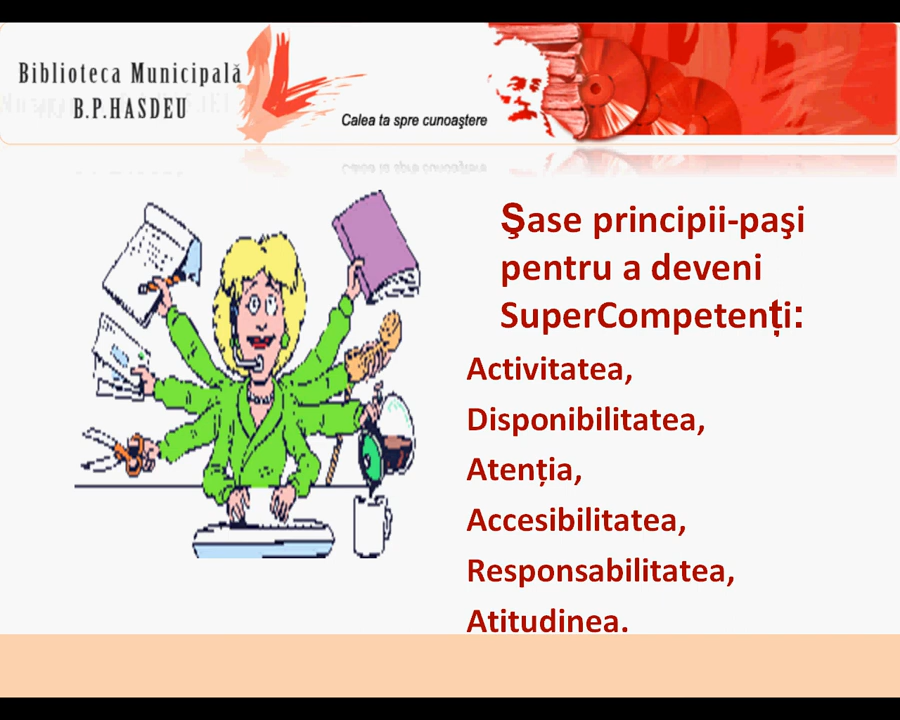 Biblioteca Municipală
B.P.HASDEU
Calea ta spre cunoaştere
Şase principii-paşi
pentru a deveni
SuperCompetenți:
Activitatea,
Disponibilitatea,
Atenția,
Accesibilitatea,
Responsabilitatea,
Atitudinea.